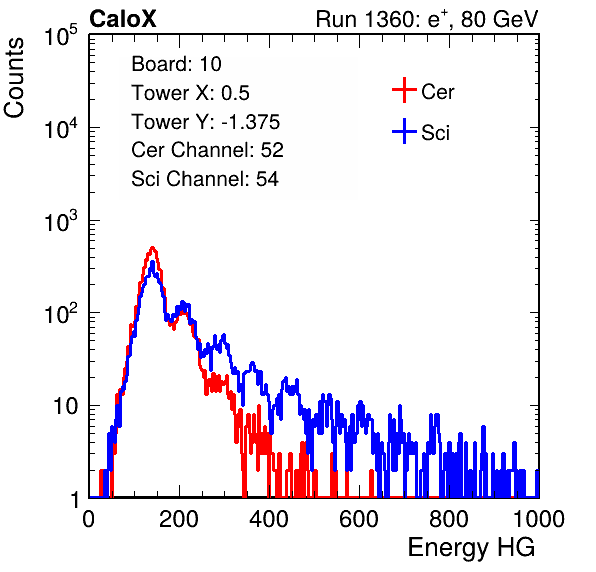 CaloX Run 1360: e⁺, 80 GeV
Counts
Board: 10
Tower X: 0.5
Tower Y: -1.375
Cer Channel: 52
Sci Channel: 54
Cer
Sci
10⁵
10⁴
10³
10²
10
1
0 200 400 600 800 1000
Energy HG